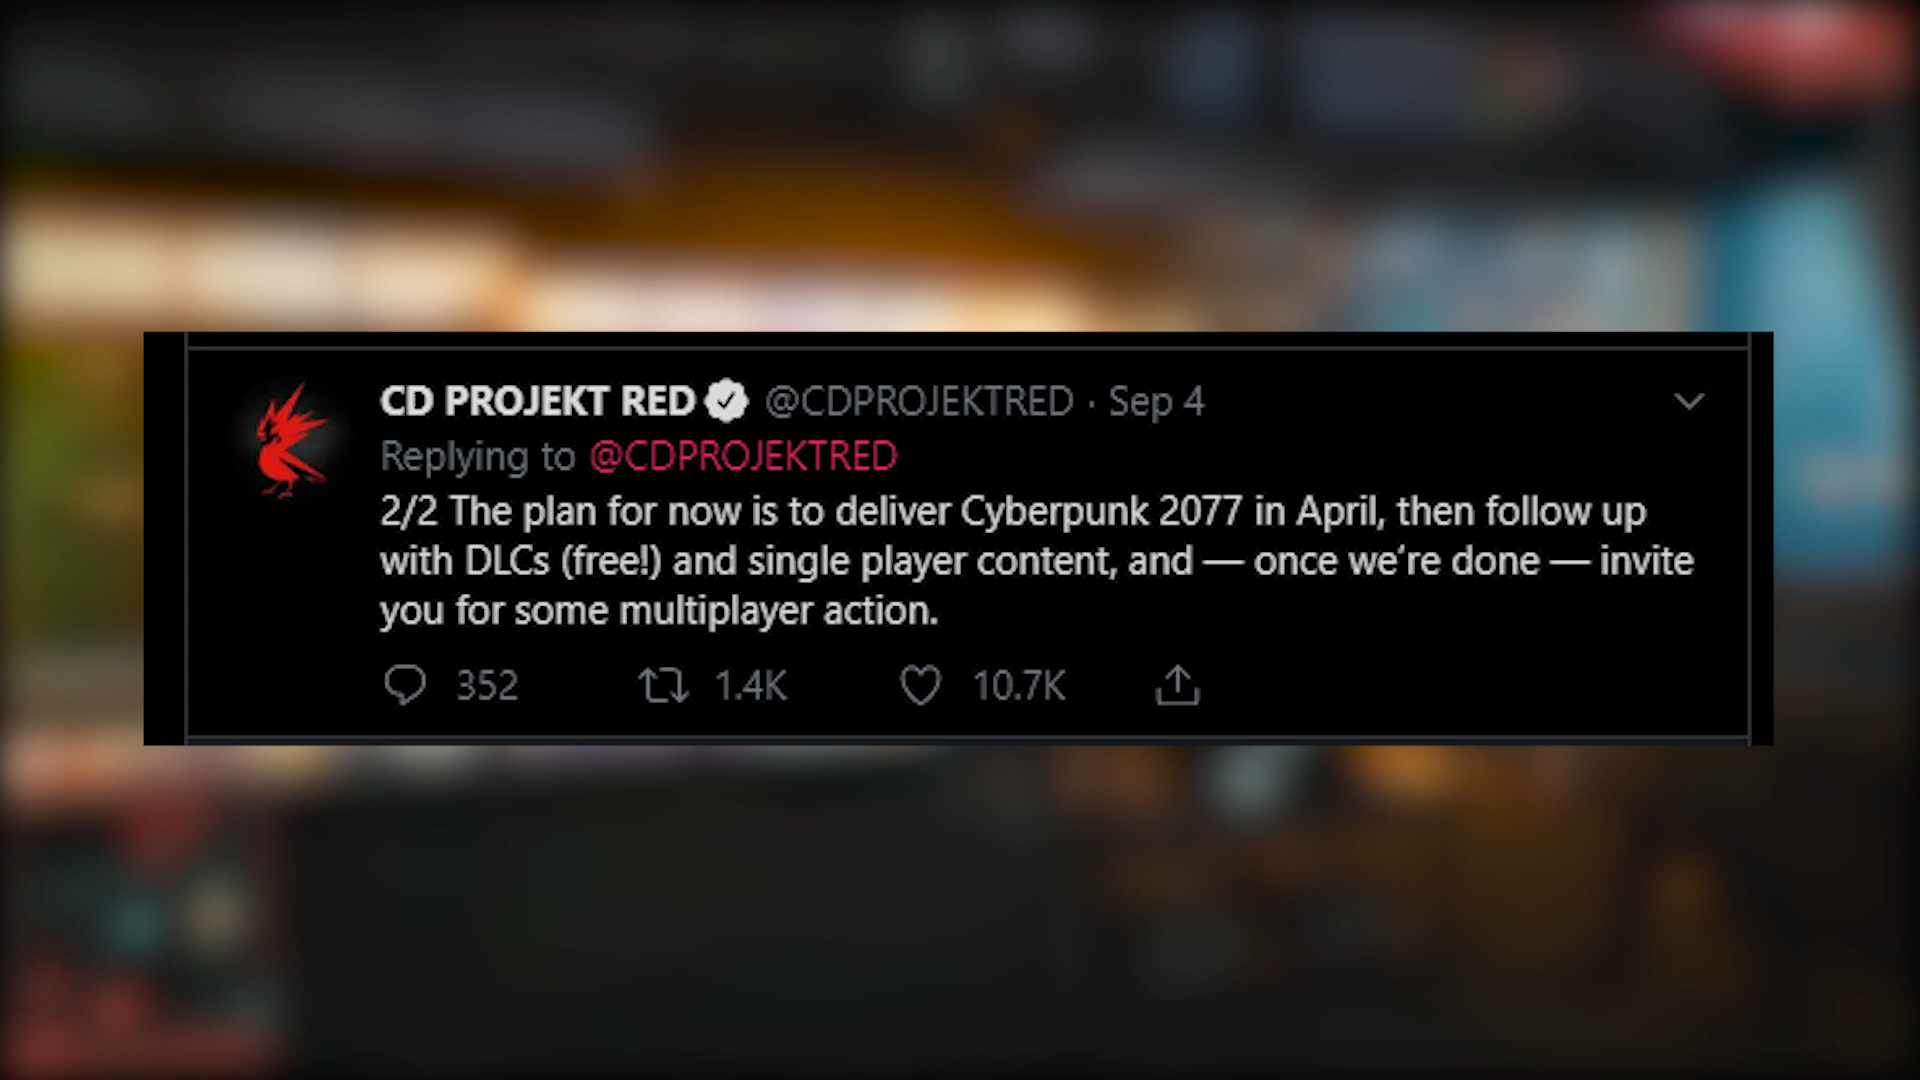 CD PROJEKT RED @CDPROJEKTRED · Sep 4
Replying to @CDPROJEKTRED
2/2 The plan for now is to deliver Cyberpunk 2077 in April, then follow up
with DLCs (free!) and single player content, and — once we’re done — invite
you for some multiplayer action.
352 1.4K 10.7K